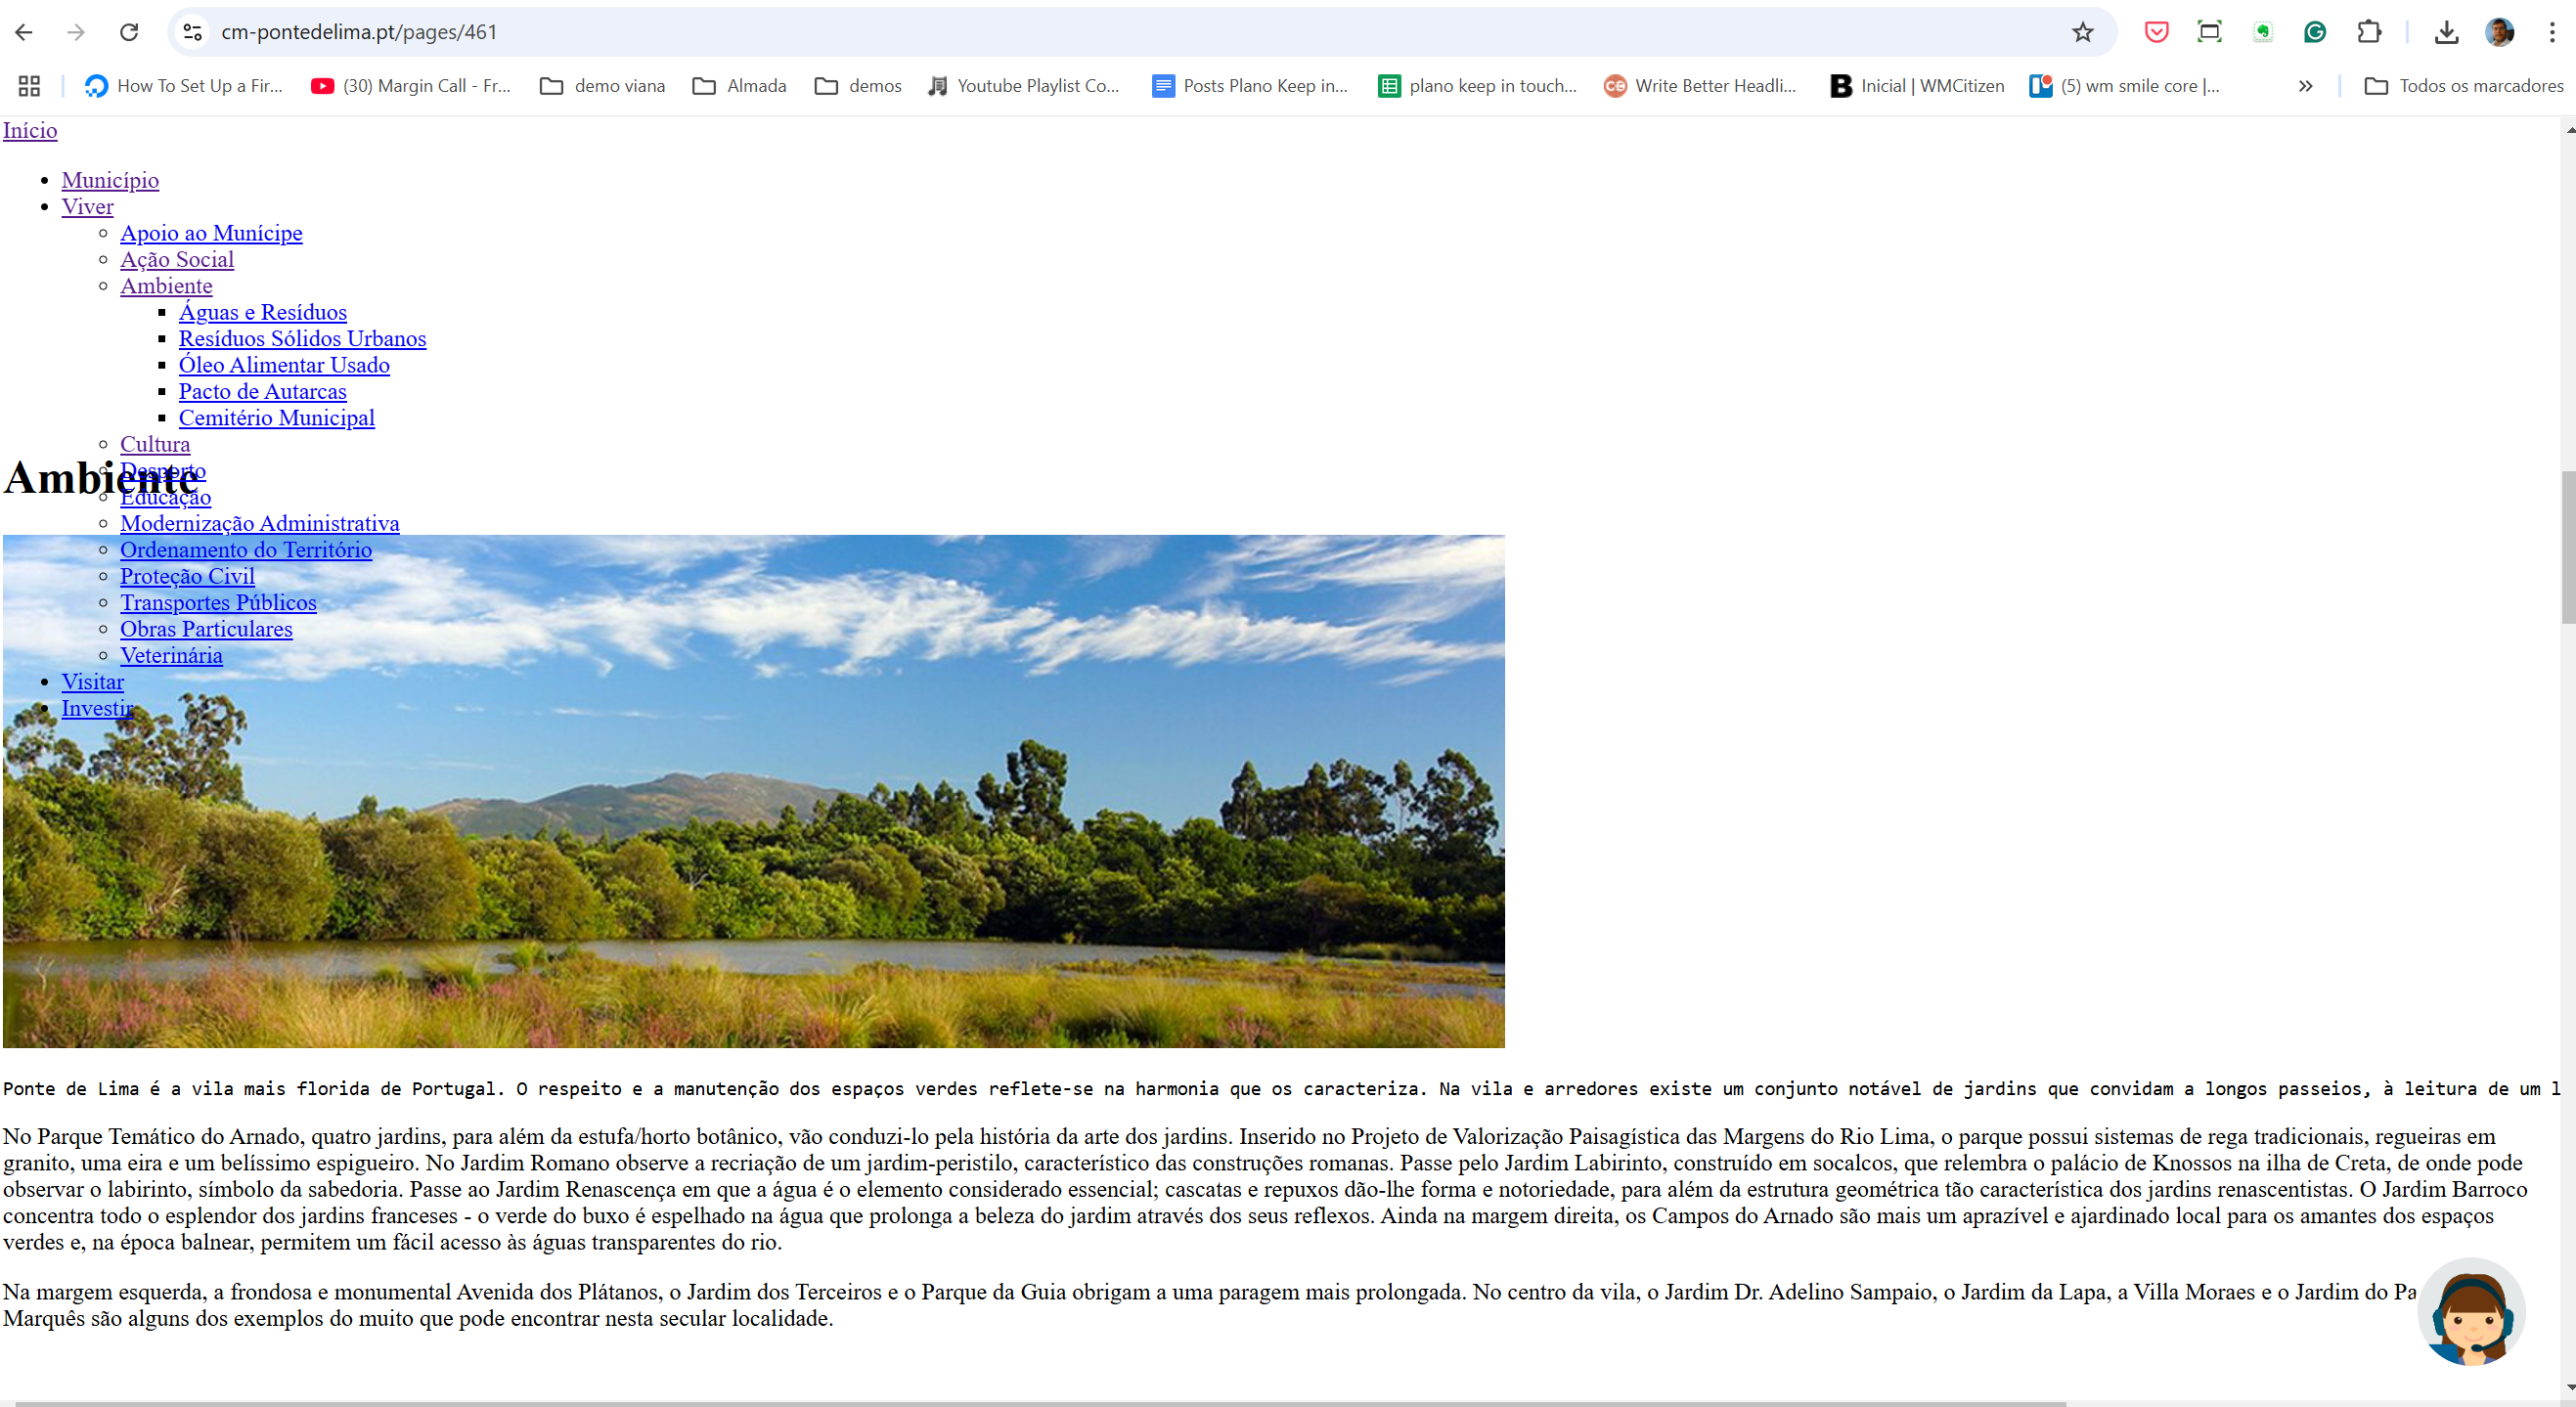 cm-pontedelima.pt/pages/461
How To Set Up a Fir... (30) Margin Call - Fr... demo viana Almada demos Youtube Playlist Co... Posts Plano Keep in... plano keep in touch... Write Better Headli... Inicial | WMCitizen (5) wm smile core |... » Todos os marcadores
Início
Município
Viver
Apoio ao Munícipe
Ação Social
Ambiente
Águas e Resíduos
Resíduos Sólidos Urbanos
Óleo Alimentar Usado
Pacto de Autarcas
Cemitério Municipal
Cultura
Desporto
Ambiente
Educação
Modernização Administrativa
Ordenamento do Território
Proteção Civil
Transportes Públicos
Obras Particulares
Veterinária
Visitar
Investir
Ponte de Lima é a vila mais florida de Portugal. O respeito e a manutenção dos espaços verdes reflete-se na harmonia que os caracteriza. Na vila e arredores existe um conjunto notável de jardins que convidam a longos passeios, à leitura de um l
No Parque Temático do Arnado, quatro jardins, para além da estufa/horto botânico, vão conduzi-lo pela história da arte dos jardins. Inserido no Projeto de Valorização Paisagística das Margens do Rio Lima, o parque possui sistemas de rega tradicionais, regueiras em
granito, uma eira e um belíssimo espigueiro. No Jardim Romano observe a recriação de um jardim-peristilo, característico das construções romanas. Passe pelo Jardim Labirinto, construído em socalcos, que relembra o palácio de Knossos na ilha de Creta, de onde pode
observar o labirinto, símbolo da sabedoria. Passe ao Jardim Renascença em que a água é o elemento considerado essencial; cascatas e repuxos dão-lhe forma e notoriedade, para além da estrutura geométrica tão característica dos jardins renascentistas. O Jardim Barroco
concentra todo o esplendor dos jardins franceses - o verde do buxo é espelhado na água que prolonga a beleza do jardim através dos seus reflexos. Ainda na margem direita, os Campos do Arnado são mais um aprazível e ajardinado local para os amantes dos espaços
verdes e, na época balnear, permitem um fácil acesso às águas transparentes do rio.
Na margem esquerda, a frondosa e monumental Avenida dos Plátanos, o Jardim dos Terceiros e o Parque da Guia obrigam a uma paragem mais prolongada. No centro da vila, o Jardim Dr. Adelino Sampaio, o Jardim da Lapa, a Villa Moraes e o Jardim do Pa
Marquês são alguns dos exemplos do muito que pode encontrar nesta secular localidade.